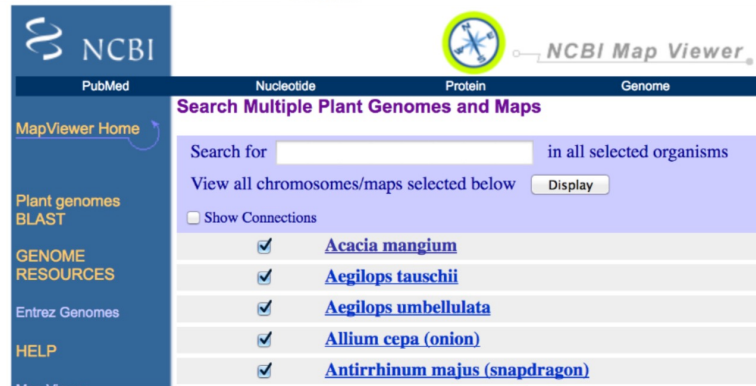 NCBI
NCBI Map Viewer
PubMed Nucleotide Protein Genome
Search Multiple Plant Genomes and Maps
MapViewer Home
Search for in all selected organisms
View all chromosomes/maps selected below Display
Show Connections
Plant genomes
BLAST
GENOME
RESOURCES
Entrez Genomes
HELP
Acacia mangium
Aegilops tauschii
Aegilops umbellulata
Allium cepa (onion)
Antirrhinum majus (snapdragon)